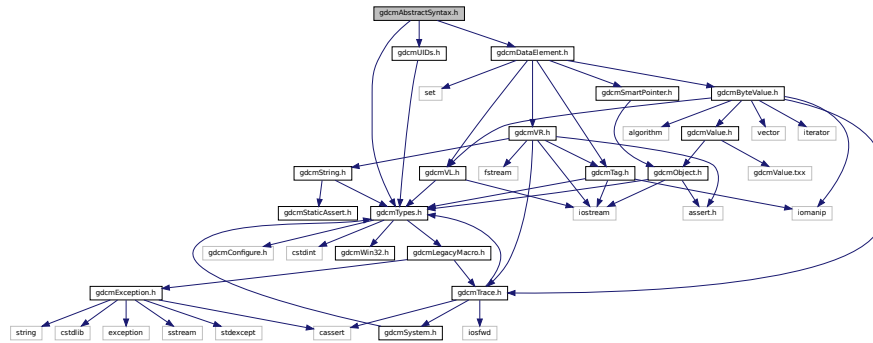 gdcmAbstractSyntax.h
gdcmUIDs.h
gdcmDataElement.h
set
gdcmSmartPointer.h
gdcmByteValue.h
gdcmVR.h
algorithm
gdcmValue.h
vector
iterator
gdcmString.h
gdcmVL.h
fstream
gdcmTag.h
gdcmObject.h
gdcmValue.txx
gdcmStaticAssert.h
gdcmTypes.h
iostream
assert.h
iomanip
gdcmConfigure.h
cstdint
gdcmWin32.h
gdcmLegacyMacro.h
gdcmException.h
gdcmTrace.h
string
cstdlib
exception
sstream
stdexcept
cassert
gdcmSystem.h
iosfwd